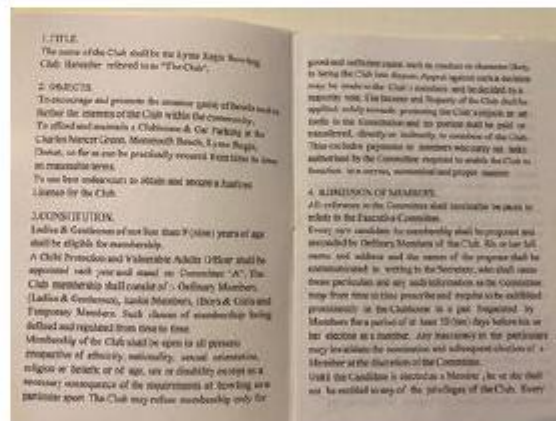 1.TITLE.
The name of the Club shall be the Lyme Regis Bowling
Club. Hereafter referred to as "The Club".
2. OBJECTS.
To encourage and promote the amateur game of bowls and to
further the interests of the Club within the community.
To afford and maintain a Clubhouse & Car Parking at the
Charles Nancy Green, Monmouth Beach, Lyme Regis,
Dorset, so far as can be practically secured from time to time
on reasonable terms.
To use best endeavours to obtain and secure a Justices
License for the Club.
3.CONSTITUTION.
Ladies & Gentlemen of not less than 9 (nine) years of age
shall be eligible for membership.
A Child Protection and Vulnerable Adults Officer shall be
appointed each year and stand on Committee "A". The
Club membership shall consist of :- Ordinary Members,
(Ladies & Gentlemen), Junior Members, (Boys & Girls) and
Temporary Members. Such classes of membership being
defined and regulated from time to time.
Membership of the Club shall be open to all persons
irrespective of ethnicity, nationality, sexual orientation,
religion or beliefs; or of age, sex or disability except as a
necessary consequence of the requirements of bowling as a
particular sport. The Club may refuse membership only for
good and sufficient cause, such as conduct or character likely
to bring the Club into disrepute. Appeal against such a decision
may be made to the Club's members and be decided by a
majority vote. The Income and Property of the Club shall be
applied solely towards promoting the Club's
be paid or
transferred, directly or indirectly, to members of the Club.
This excludes payments to members who carry out tasks
authorised by the Committee required to enable the Club to
function in a correct, economical and proper manner.
4. ADMISSION OF MEMBERS.
All reference to the Committee shall hereinafter be taken to
relate to the Executive Committee.
Every new candidate for membership shall be proposed and
seconded by Ordinary Members of the Club. His or her full
name and address and the names of the proposer shall be
communicated in writing to the Secretary, who shall enter
these particulars and any such information as the Committee
may from time to time prescribe and require to be exhibited
prominently in the Clubhouse in a part frequented by
Members for a period of at least 10 (ten) days before his or
her election as a member. Any inaccuracy in the particulars
may invalidate the nomination and subsequent election of a
Member at the discretion of the Committee.
Until the Candidate is elected as a Member, he or she shall
not be entitled to any of the privileges of the Club. Every